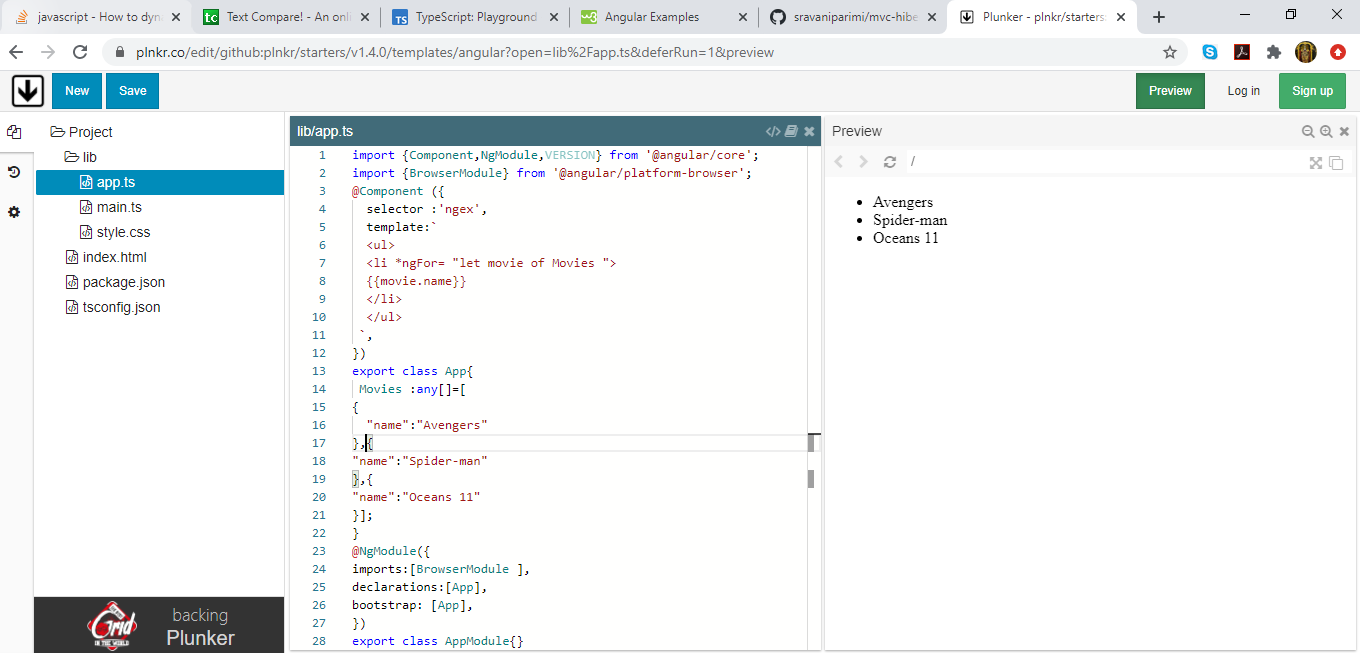 javascript - How to dyn
Text Compare! - An onli
TypeScript: Playground
Angular Examples
sravaniparimi/mvc-hibe
Plunker - plnkr/starters
plnkr.co/edit/github:plnkr/starters/v1.4.0/templates/angular?open=lib%2Fapp.ts&deferRun=1&preview
New
Save
Preview
Log in
Sign up
Project
lib
app.ts
main.ts
style.css
index.html
package.json
tsconfig.json
backing
Plunker
Grid
IN THE WORLD
lib/app.ts
1 import {Component,NgModule,VERSION} from '@angular/core';
2 import {BrowserModule} from '@angular/platform-browser';
3 @Component ({
4 selector :'ngex',
5 template:`
6 <ul>
7 <li *ngFor= "let movie of Movies ">
8 {{movie.name}}
9 </li>
10 </ul>
11 `,
12 })
13 export class App{
14 Movies :any[]=[
15 {
16 "name":"Avengers"
17 },{
18 "name":"Spider-man"
19 },{
20 "name":"Oceans 11"
21 }];
22 }
23 @NgModule({
24 imports:[BrowserModule ],
25 declarations:[App],
26 bootstrap: [App],
27 })
28 export class AppModule{}
Preview
/
Avengers
Spider-man
Oceans 11